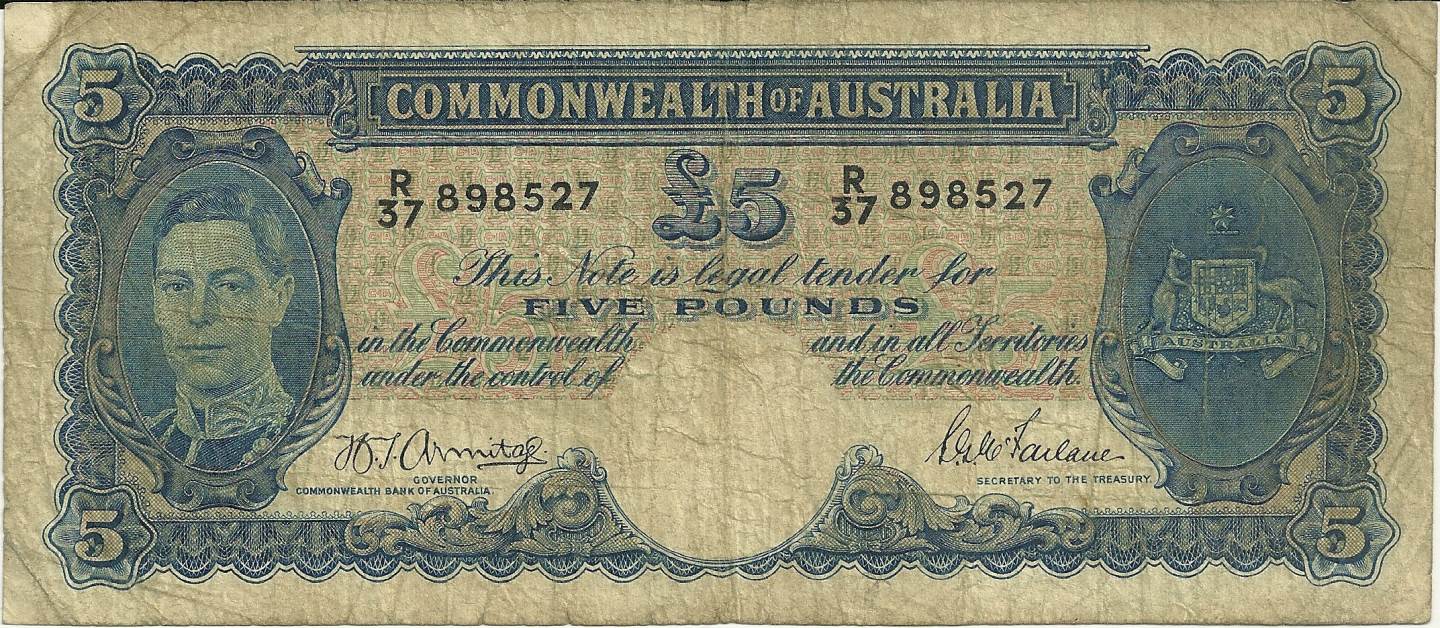 5 COMMONWEALTH OF AUSTRALIA 5
R/37 898527 £5 R/37 898527
This Note is legal tender for
FIVE POUNDS
in the Commonwealth and in all Territories
under the control of the Commonwealth.
AUSTRALIA
H.T. Armitage S.G. McFarlane
GOVERNOR
COMMONWEALTH BANK OF AUSTRALIA.
SECRETARY TO THE TREASURY.
5 5